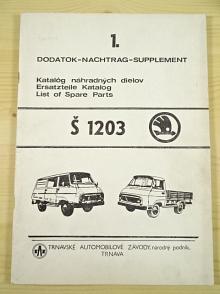 1.
DODATOK-NACHTRAG-SUPPLEMENT
Katalóg náhradných dielov
Ersatzteile Katalog
List of Spare Parts
Š 1203
TRNAVSKÉ AUTOMOBILOVÉ ZÁVODY, národný podnik,
TRNAVA